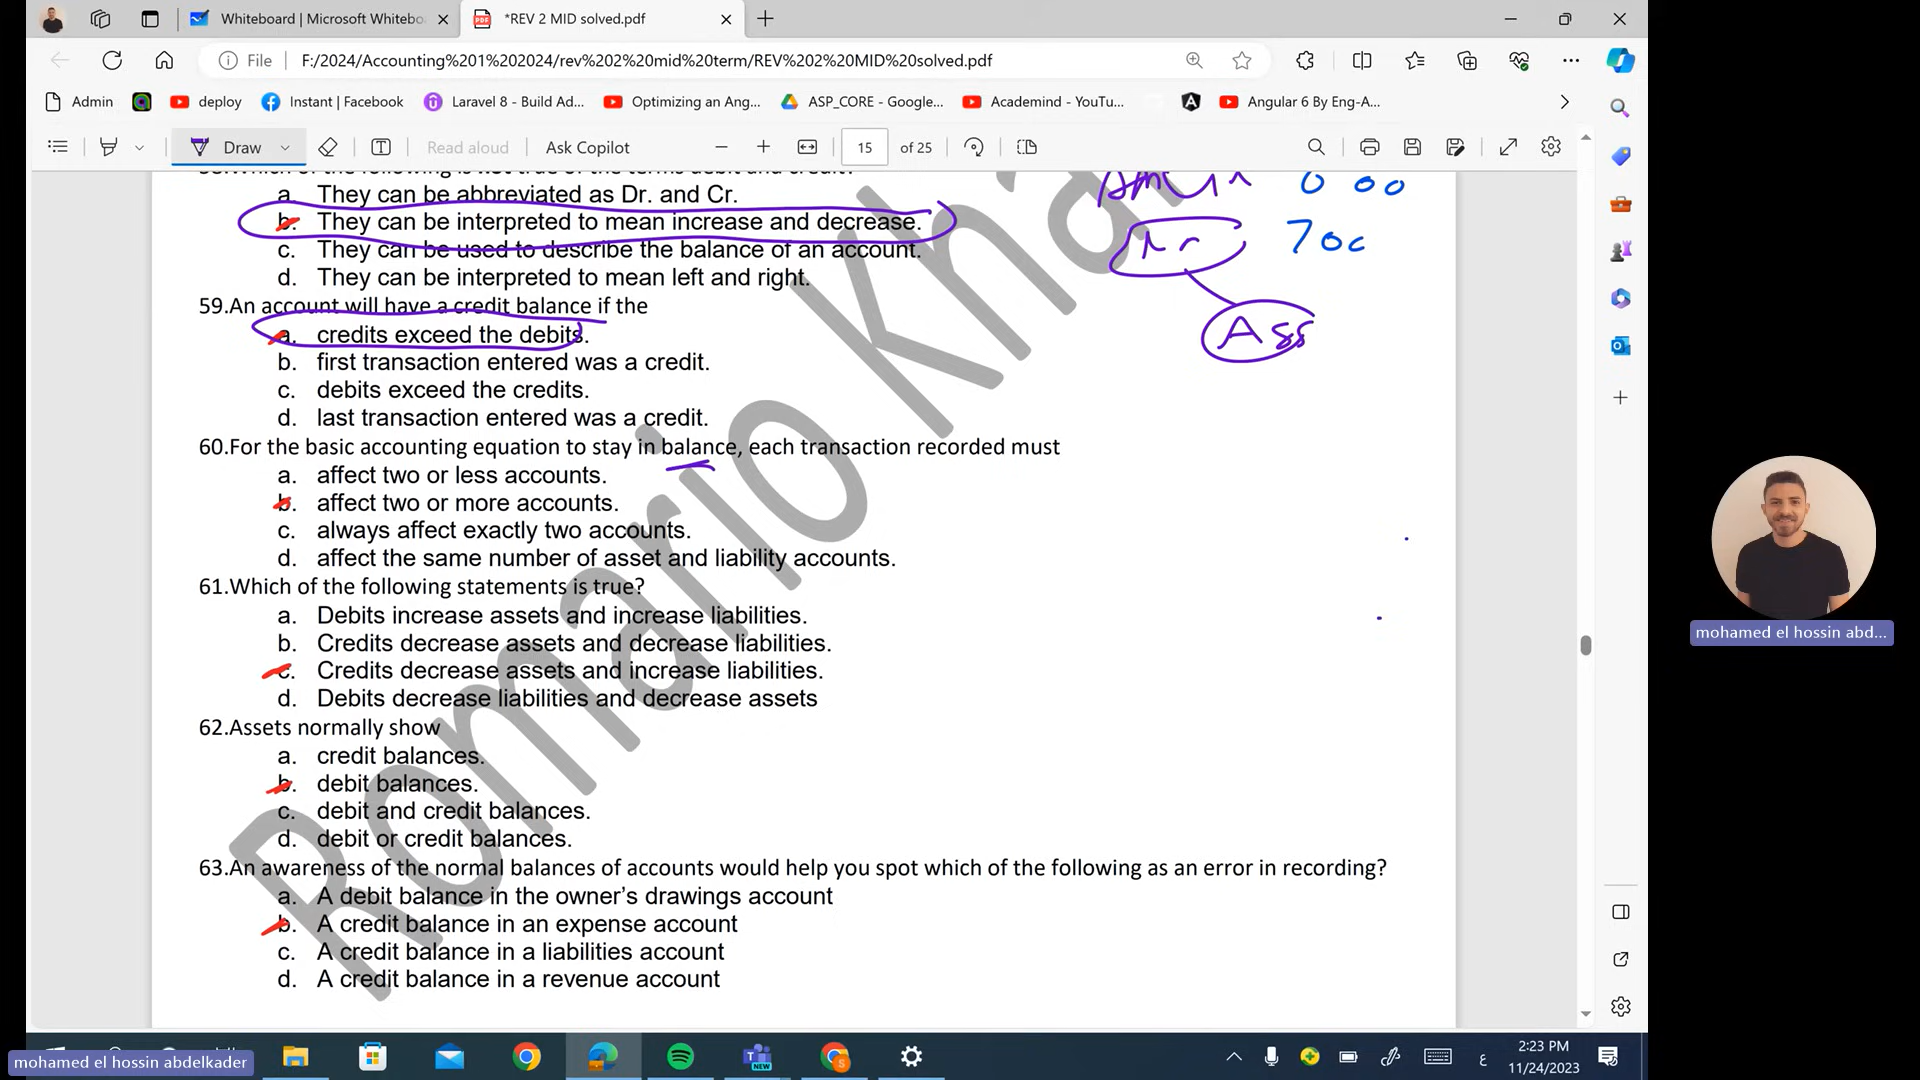 Whiteboard | Microsoft Whitebo
*REV 2 MID solved.pdf
File
F:/2024/Accounting%201%202024/rev%202%20mid%20term/REV%202%20MID%20solved.pdf
Admin
deploy
Instant | Facebook
Laravel 8 - Build Ad...
Optimizing an Ang...
ASP_CORE - Google...
Academind - YouTu...
Angular 6 By Eng-A...
Draw
Read aloud
Ask Copilot
15 of 25
a. They can be abbreviated as Dr. and Cr.
b. They can be interpreted to mean increase and decrease.
c. They can be used to describe the balance of an account.
d. They can be interpreted to mean left and right.
700
Ass
59.An account will have a credit balance if the
a. credits exceed the debits.
b. first transaction entered was a credit.
c. debits exceed the credits.
d. last transaction entered was a credit.
60.For the basic accounting equation to stay in balance, each transaction recorded must
a. affect two or less accounts.
b. affect two or more accounts.
c. always affect exactly two accounts.
d. affect the same number of asset and liability accounts.
61.Which of the following statements is true?
a. Debits increase assets and increase liabilities.
b. Credits decrease assets and decrease liabilities.
c. Credits decrease assets and increase liabilities.
d. Debits decrease liabilities and decrease assets
62.Assets normally show
a. credit balances.
b. debit balances.
c. debit and credit balances.
d. debit or credit balances.
63.An awareness of the normal balances of accounts would help you spot which of the following as an error in recording?
a. A debit balance in the owner's drawings account
b. A credit balance in an expense account
c. A credit balance in a liabilities account
d. A credit balance in a revenue account
Romario Kha
mohamed el hossin abd...
mohamed el hossin abdelkader
NEW
ع
2:23 PM
11/24/2023